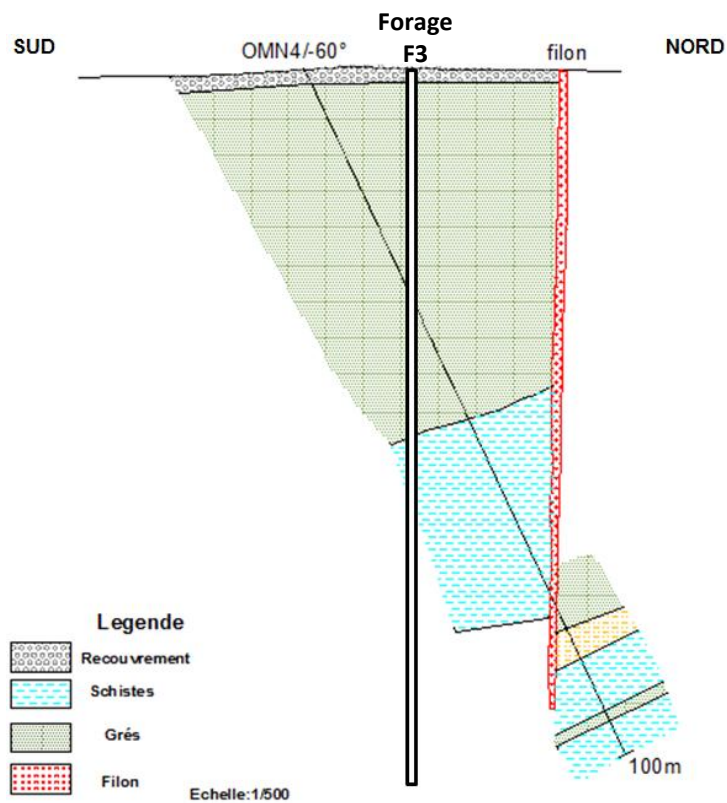 Forage
SUD
OMN4/-60°
F3
filon
NORD
Legende
Recouvrement
Schistes
Grés
Filon
Echelle:1/500
100m